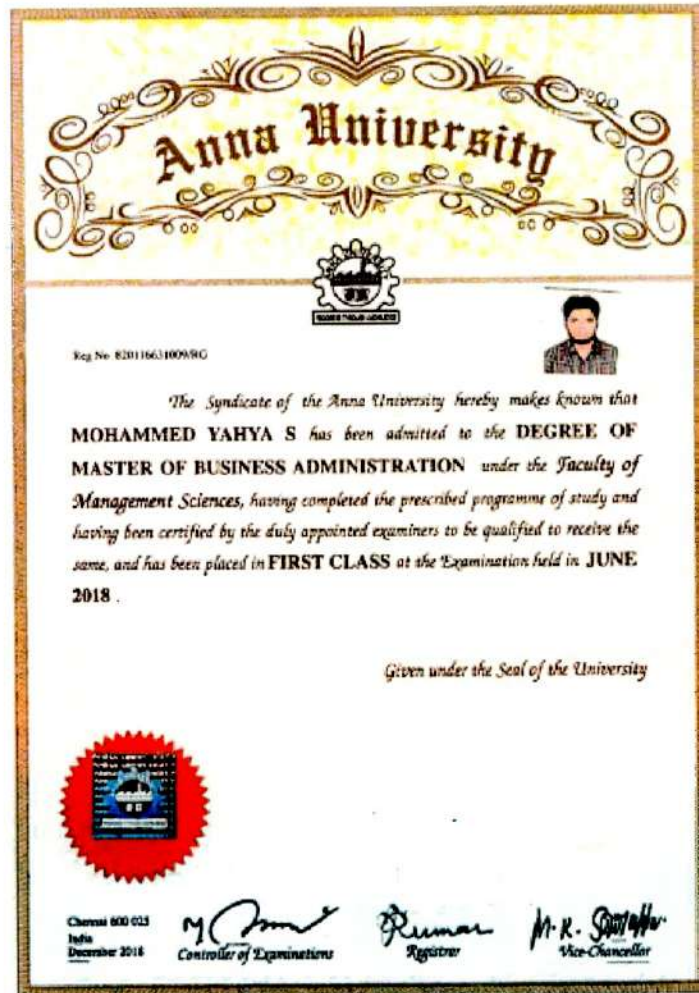 Anna University
Reg No 820116631009/RG
The Syndicate of the Anna University hereby makes known that
MOHAMMED YAHYA S has been admitted to the DEGREE OF
MASTER OF BUSINESS ADMINISTRATION under the Faculty of
Management Sciences, having completed the prescribed programme of study and
having been certified by the duly appointed examiners to be qualified to receive the
same, and has been placed in FIRST CLASS at the Examination held in JUNE
2018 .
Given under the Seal of the University
Chennai 600 025
India
December 2018
Controller of Examinations
Registrar
Vice-Chancellor